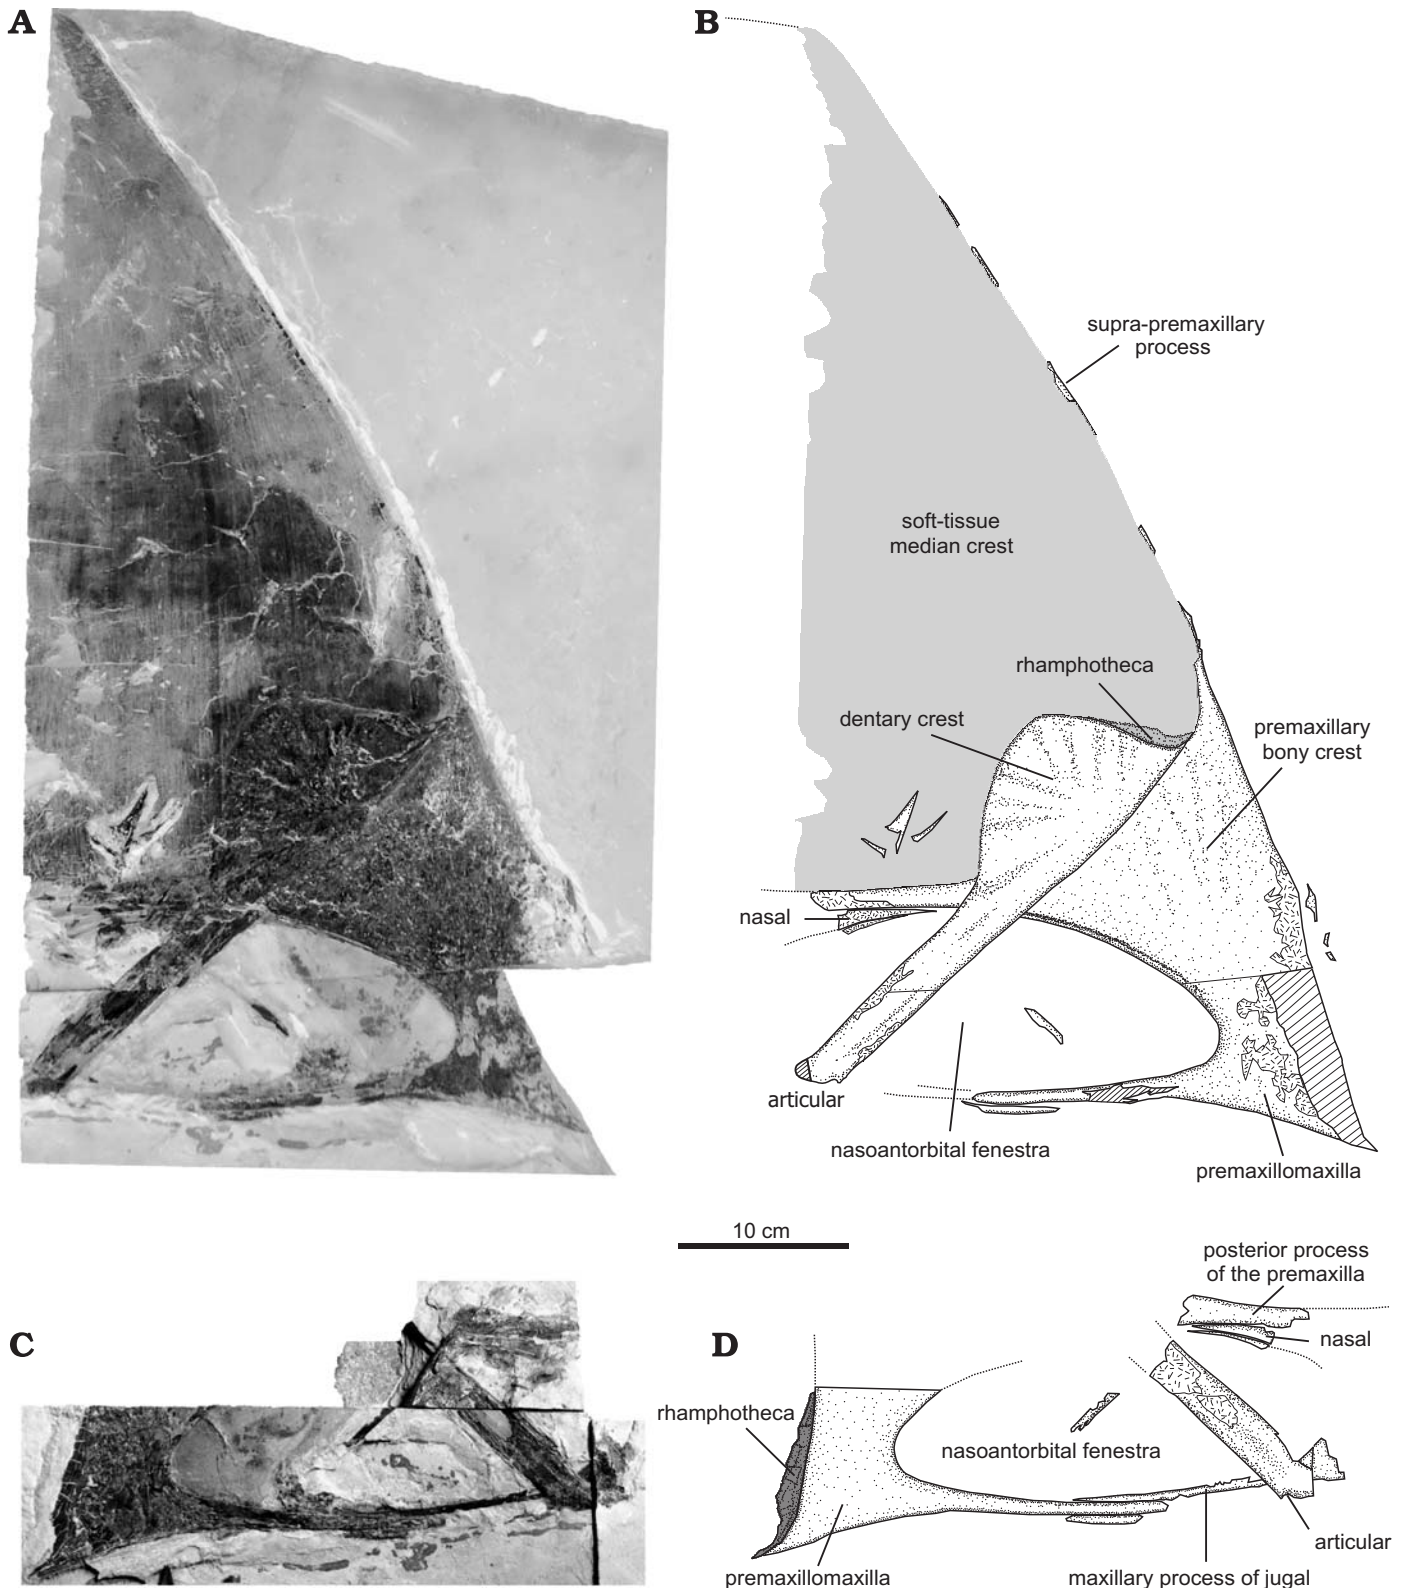 A
B
supra-premaxillary
process
soft-tissue
median crest
rhamphotheca
dentary crest
premaxillary
bony crest
nasal
articular
nasoantorbital fenestra
premaxillomaxilla
10 cm
C
D
posterior process
of the premaxilla
nasal
rhamphotheca
nasoantorbital fenestra
articular
premaxillomaxilla
maxillary process of jugal